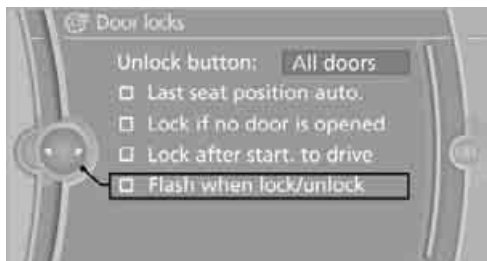 Door locks
Unlock button: All doors
Last seat position auto.
Lock if no door is opened
Lock after start. to drive
Flash when lock/unlock